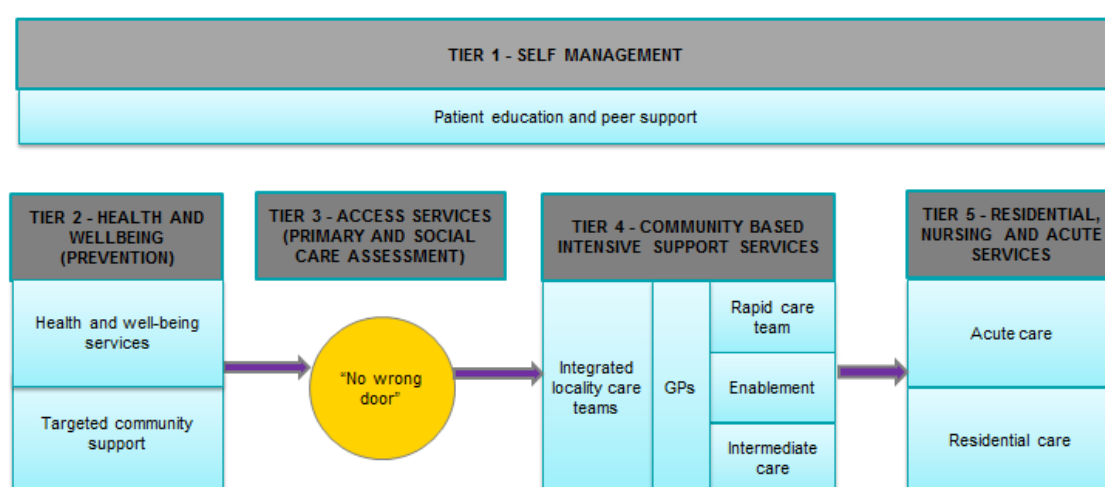 TIER 1 - SELF MANAGEMENT
Patient education and peer support
TIER 2 - HEALTH AND
WELLBEING
(PREVENTION)
Health and well-being
services
Targeted community
support
TIER 3 - ACCESS SERVICES
(PRIMARY AND SOCIAL
CARE ASSESSMENT)
“No wrong
door”
TIER 4 - COMMUNITY BASED
INTENSIVE SUPPORT SERVICES
Integrated
locality care
teams
GPs
Rapid care
team
Enablement
Intermediate
care
TIER 5 - RESIDENTIAL,
NURSING AND ACUTE
SERVICES
Acute care
Residential care